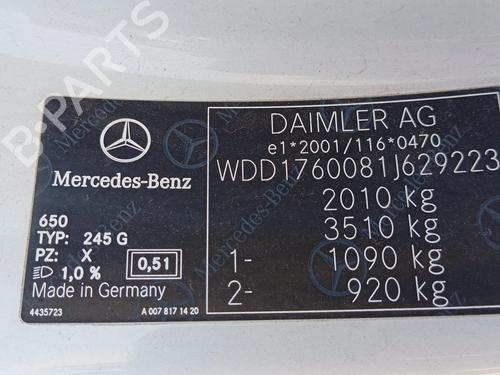 Mercedes-Benz
650
TYP: 245 G
PZ: X
1,0 %
0,51
Made in Germany
4435723
A 007 817 14 20
DAIMLER AG
e1*2001/116*0470
WDD1760081J629223
2010 kg
3510 kg
1- 1090 kg
2- 920 kg